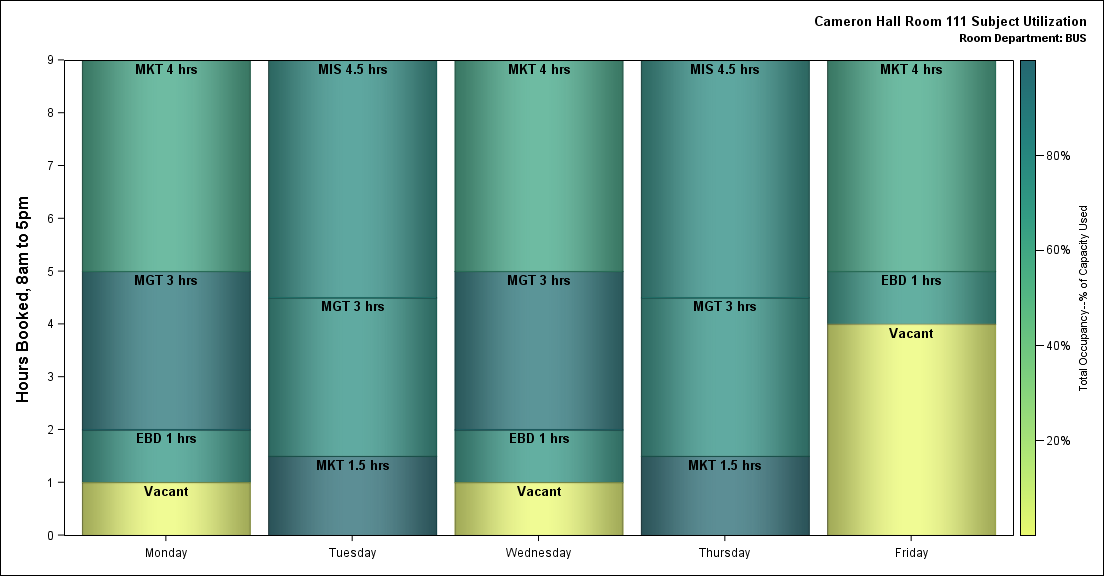 Cameron Hall Room 111 Subject Utilization
Room Department: BUS
Hours Booked, 8am to 5pm
9
8
7
6
5
4
3
2
1
0
MKT 4 hrs
MGT 3 hrs
EBD 1 hrs
Vacant
MIS 4.5 hrs
MGT 3 hrs
MKT 1.5 hrs
MKT 4 hrs
MGT 3 hrs
EBD 1 hrs
Vacant
MIS 4.5 hrs
MGT 3 hrs
MKT 1.5 hrs
MKT 4 hrs
EBD 1 hrs
Vacant
Monday
Tuesday
Wednesday
Thursday
Friday
80%
60%
40%
20%
Total Occupancy--% of Capacity Used